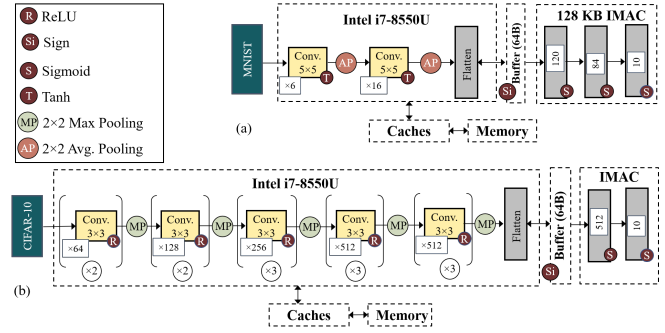 R ReLU
Si Sign
S Sigmoid
T Tanh
MP 2×2 Max Pooling
AP 2×2 Avg. Pooling
Intel i7-8550U
128 KB IMAC
MNIST
Conv.
5×5
×6
T
AP
Conv.
5×5
×16
T
AP
Flatten
Si
Buffer (64B)
120
S
84
S
10
S
(a)
Caches
Memory
Intel i7-8550U
IMAC
CIFAR-10
Conv.
3×3
×64
R
×2
MP
Conv.
3×3
×128
R
×2
MP
Conv.
3×3
×256
R
×3
MP
Conv.
3×3
×512
R
×3
MP
Conv.
3×3
×512
R
×3
MP
Flatten
Si
Buffer (64B)
512
S
10
S
(b)
Caches
Memory